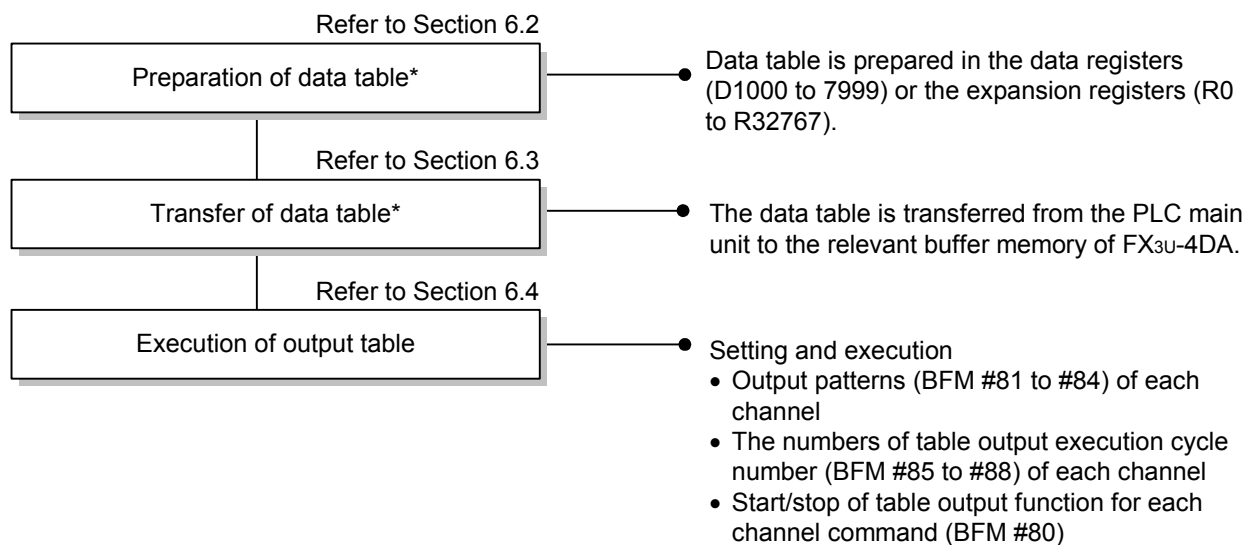 Refer to Section 6.2
Preparation of data table*
Data table is prepared in the data registers
(D1000 to 7999) or the expansion registers (R0
to R32767).
Refer to Section 6.3
Transfer of data table*
The data table is transferred from the PLC main
unit to the relevant buffer memory of FX3U-4DA.
Refer to Section 6.4
Execution of output table
Setting and execution
• Output patterns (BFM #81 to #84) of each
channel
• The numbers of table output execution cycle
number (BFM #85 to #88) of each channel
• Start/stop of table output function for each
channel command (BFM #80)